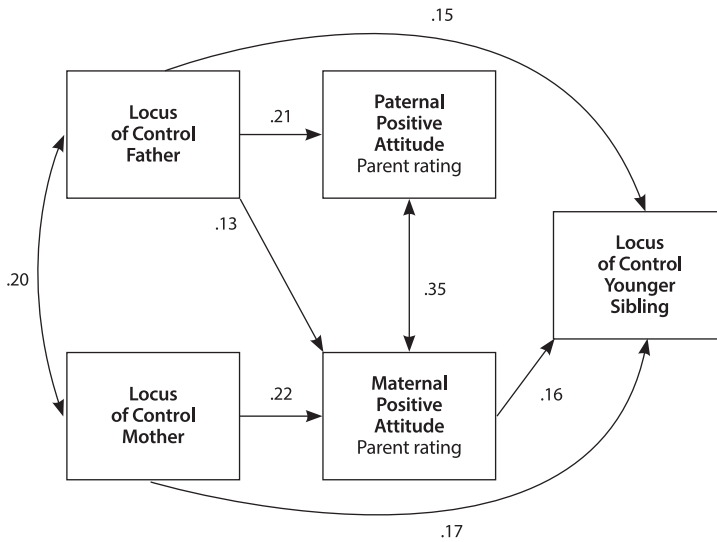 .15
Locus
of Control
Father
.21
Paternal
Positive
Attitude
Parent rating
.13
Locus
of Control
Younger
Sibling
.20
.35
Locus
of Control
Mother
.22
Maternal
Positive
Attitude
Parent rating
.16
.17